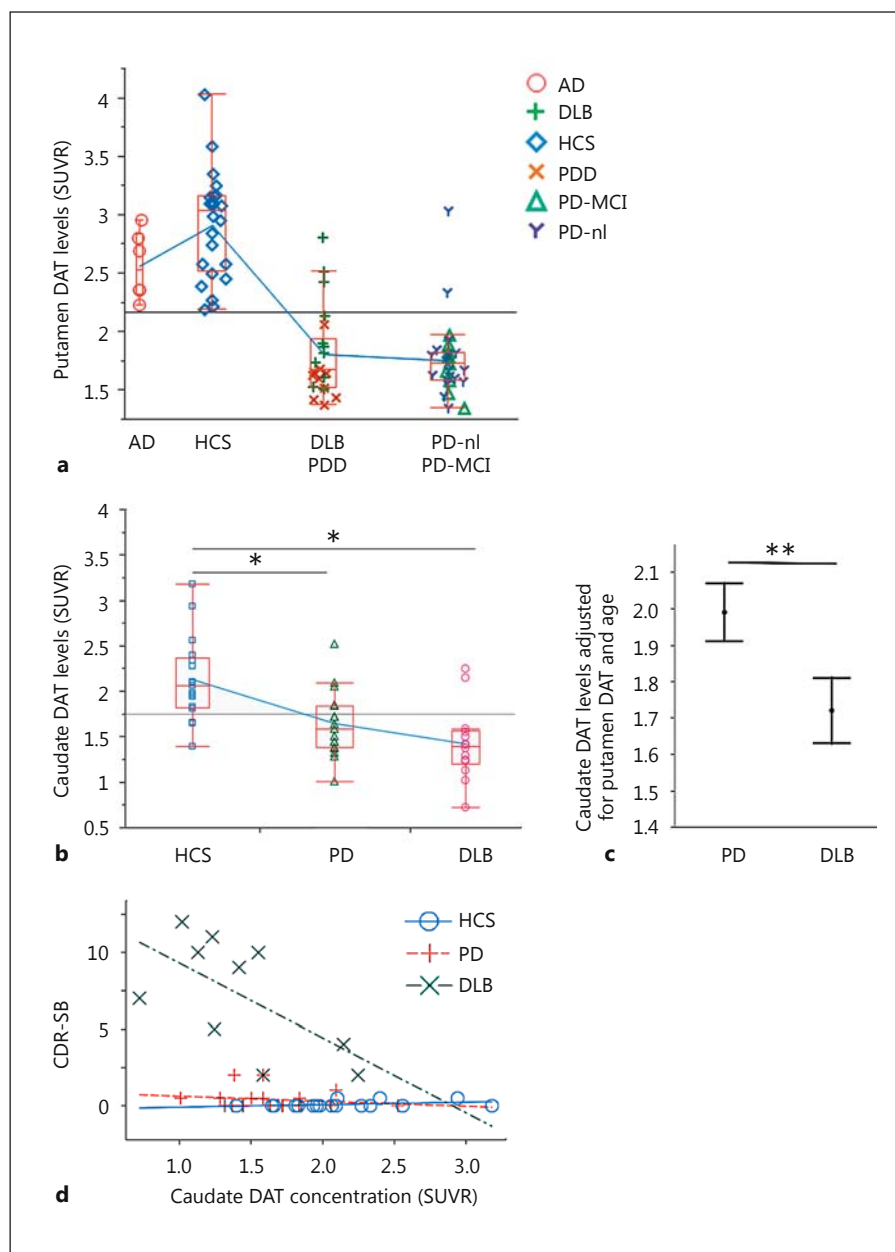 4
3.5
3
2.5
2
1.5
Putamen DAT levels (SUVR)
AD
HCS
DLB
PDD
PD-nl
PD-MCI
AD
DLB
HCS
PDD
PD-MCI
PD-nl
a
4
3.5
3
2.5
2
1.5
1
0.5
Caudate DAT levels (SUVR)
*
*
HCS
PD
DLB
b
2.1
2.0
1.9
1.8
1.7
1.6
1.5
1.4
Caudate DAT levels adjusted
for putamen DAT and age
**
PD
DLB
c
10
5
0
CDR-SB
HCS
PD
DLB
1.0
1.5
2.0
2.5
3.0
Caudate DAT concentration (SUVR)
d